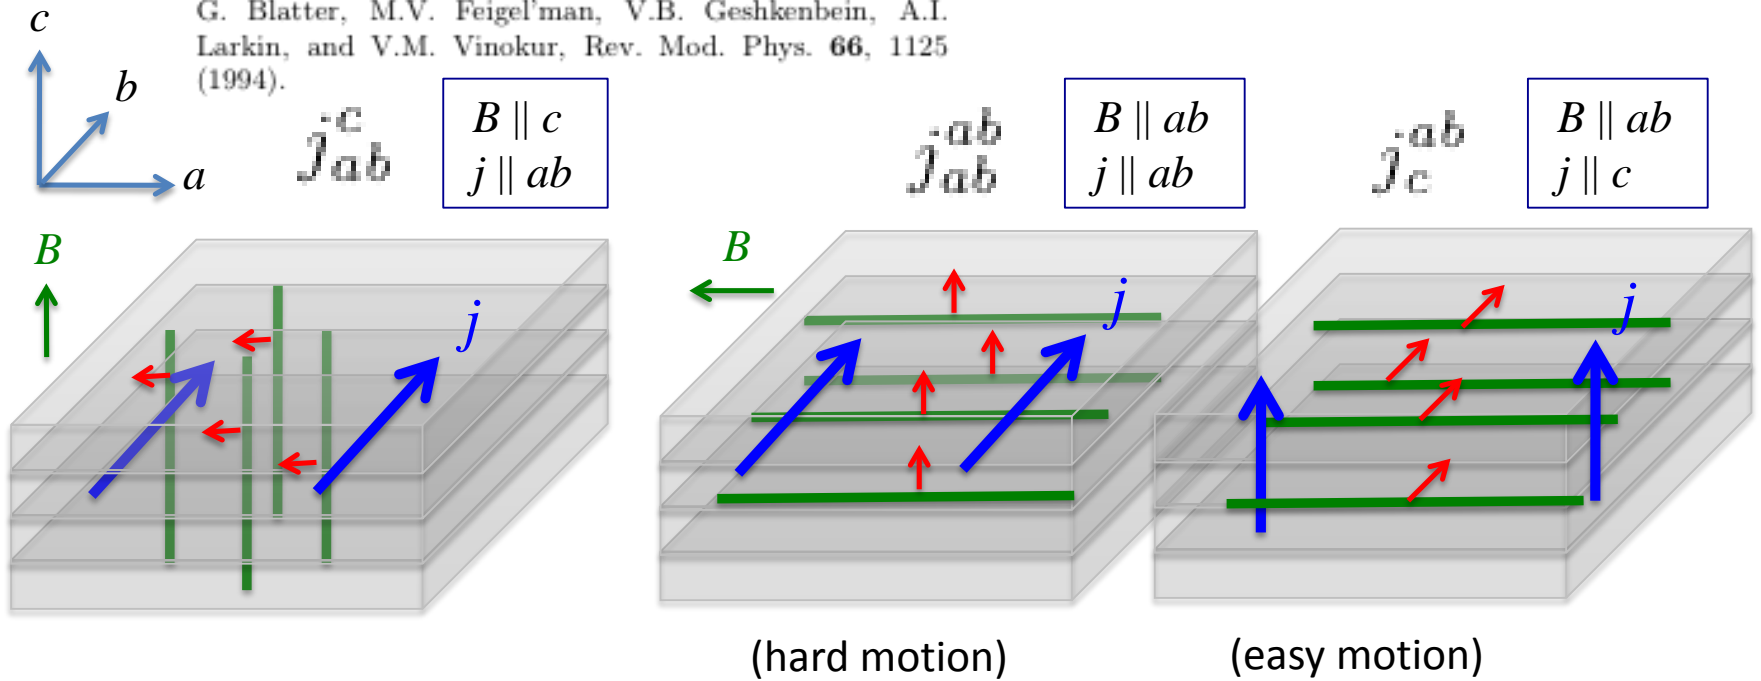 G. Blatter, M.V. Feigel'man, V.B. Geshkenbein, A.I.
Larkin, and V.M. Vinokur, Rev. Mod. Phys. 66, 1125
(1994).
c
b
a
j^c_ab
B || c
j || ab
j^ab_ab
B || ab
j || ab
j^ab_c
B || ab
j || c
B
j
B
j
j
(hard motion)
(easy motion)